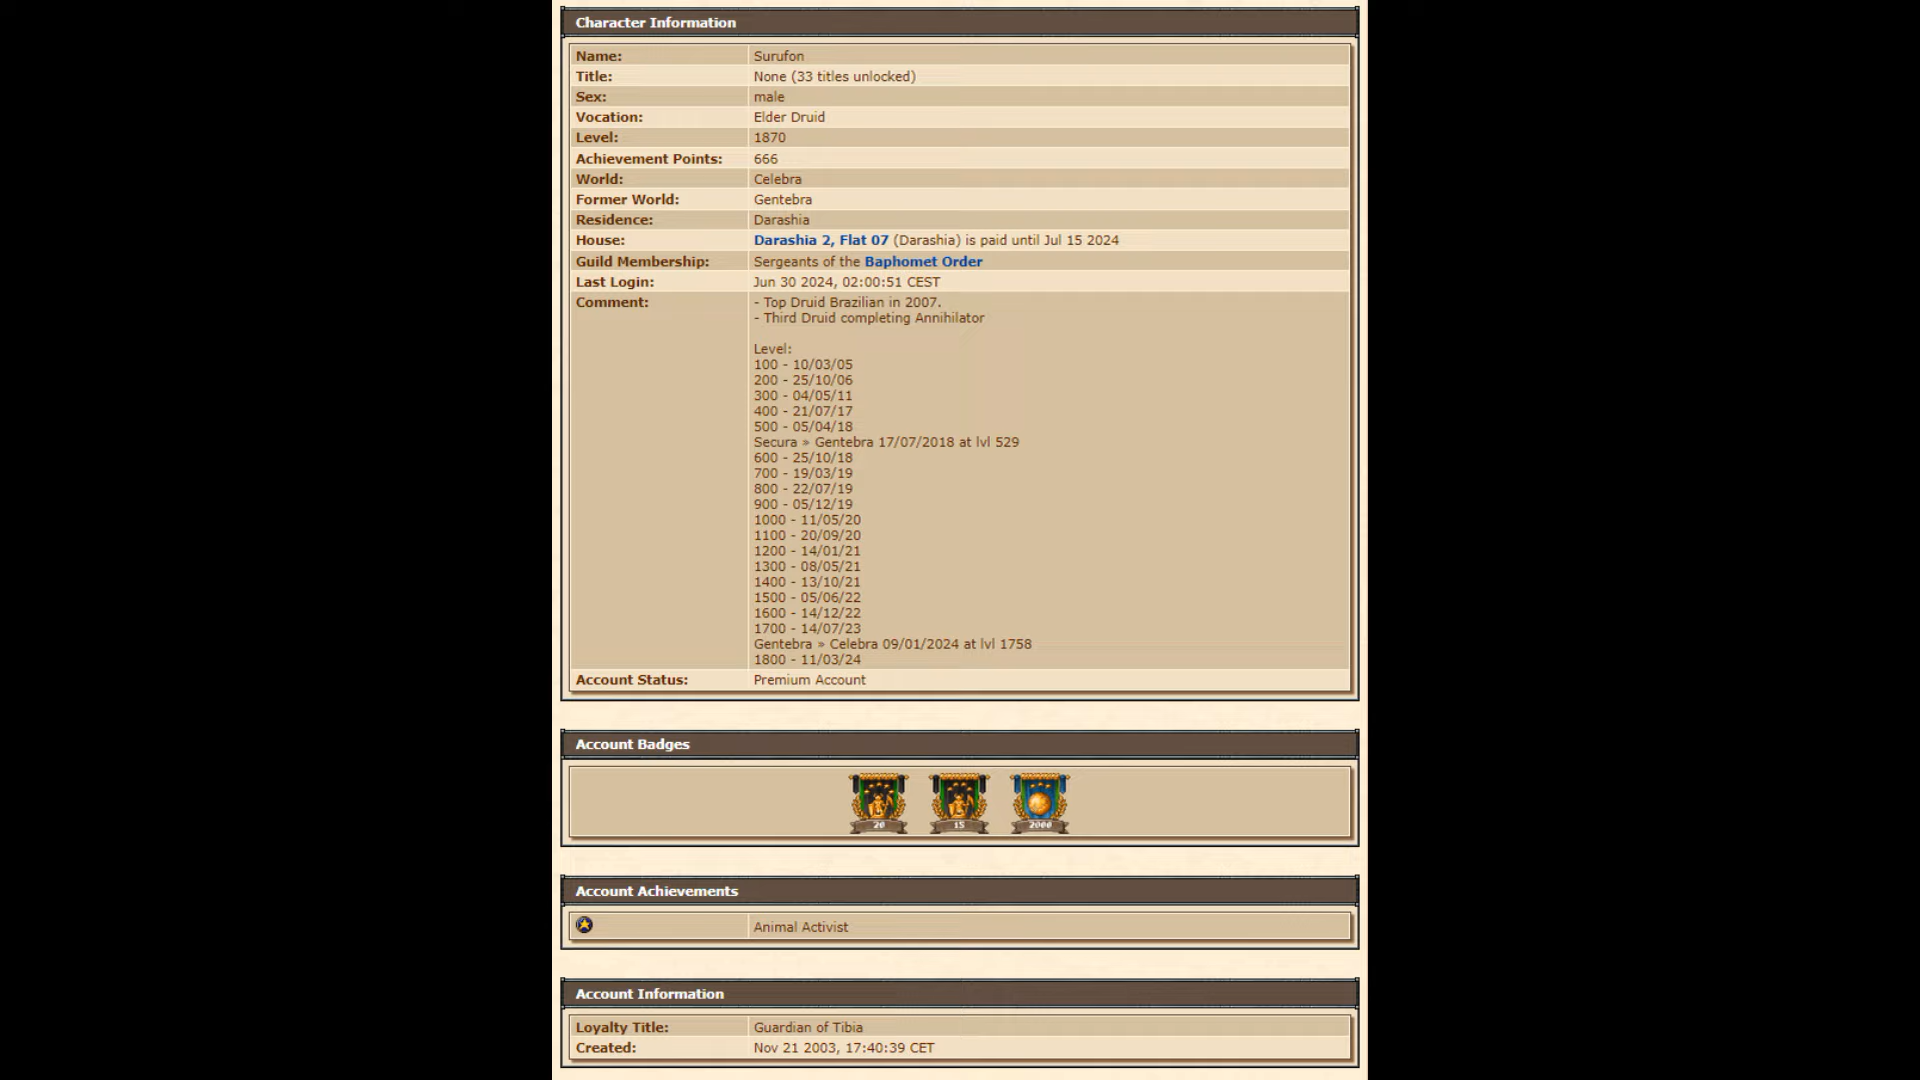 Character Information
Name: Surufon
Title: None (33 titles unlocked)
Sex: male
Vocation: Elder Druid
Level: 1870
Achievement Points: 666
World: Celebra
Former World: Gentebra
Residence: Darashia
House: Darashia 2, Flat 07 (Darashia) is paid until Jul 15 2024
Guild Membership: Sergeants of the Baphomet Order
Last Login: Jun 30 2024, 02:00:51 CEST
Comment: - Top Druid Brazilian in 2007.
- Third Druid completing Annihilator
Level:
100 - 10/03/05
200 - 25/10/06
300 - 04/05/11
400 - 21/07/17
500 - 05/04/18
Secura » Gentebra 17/07/2018 at lvl 529
600 - 25/10/18
700 - 19/03/19
800 - 22/07/19
900 - 05/12/19
1000 - 11/05/20
1100 - 20/09/20
1200 - 14/01/21
1300 - 08/05/21
1400 - 13/10/21
1500 - 05/06/22
1600 - 14/12/22
1700 - 14/07/23
Gentebra » Celebra 09/01/2024 at lvl 1758
1800 - 11/03/24
Account Status: Premium Account
Account Badges
20 15 2000
Account Achievements
Animal Activist
Account Information
Loyalty Title: Guardian of Tibia
Created: Nov 21 2003, 17:40:39 CET